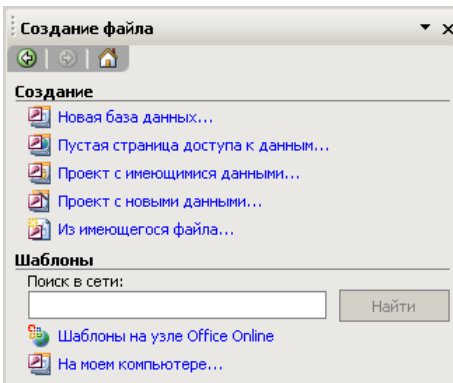 Создание файла
Создание
Новая база данных...
Пустая страница доступа к данным...
Проект с имеющимися данными...
Проект с новыми данными...
Из имеющегося файла...
Шаблоны
Поиск в сети:
Найти
Шаблоны на узле Office Online
На моем компьютере...